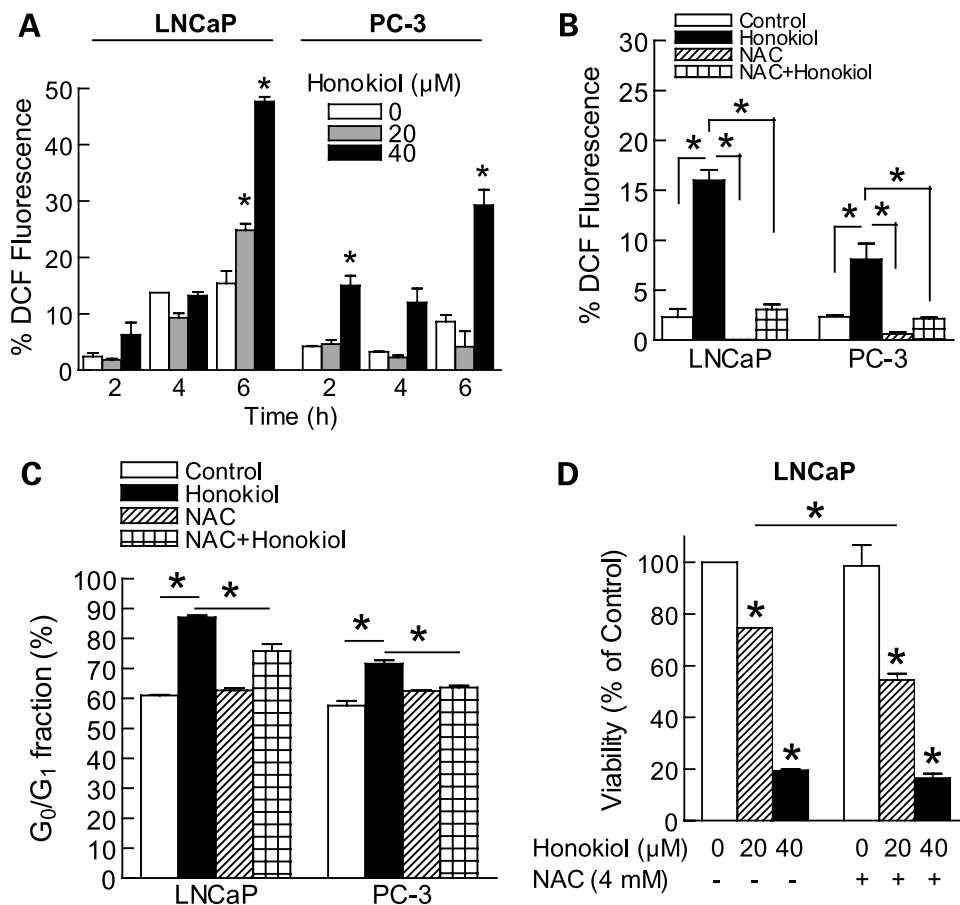 A
LNCaP
PC-3
Honokiol (µM)
0
20
40
% DCF Fluorescence
50
40
30
20
10
0
*
*
*
*
2 4 6 2 4 6
Time (h)
B
Control
Honokiol
NAC
NAC+Honokiol
% DCF Fluorescence
30
25
20
15
10
5
0
*
* *
*
* *
LNCaP PC-3
C
Control
Honokiol
NAC
NAC+Honokiol
G0/G1 fraction (%)
100
90
80
70
60
50
40
30
20
10
0
* *
* *
LNCaP PC-3
D
LNCaP
Viability (% of Control)
100
80
60
40
20
0
*
*
*
*
*
Honokiol (µM) 0 20 40 0 20 40
NAC (4 mM) - - - + + +